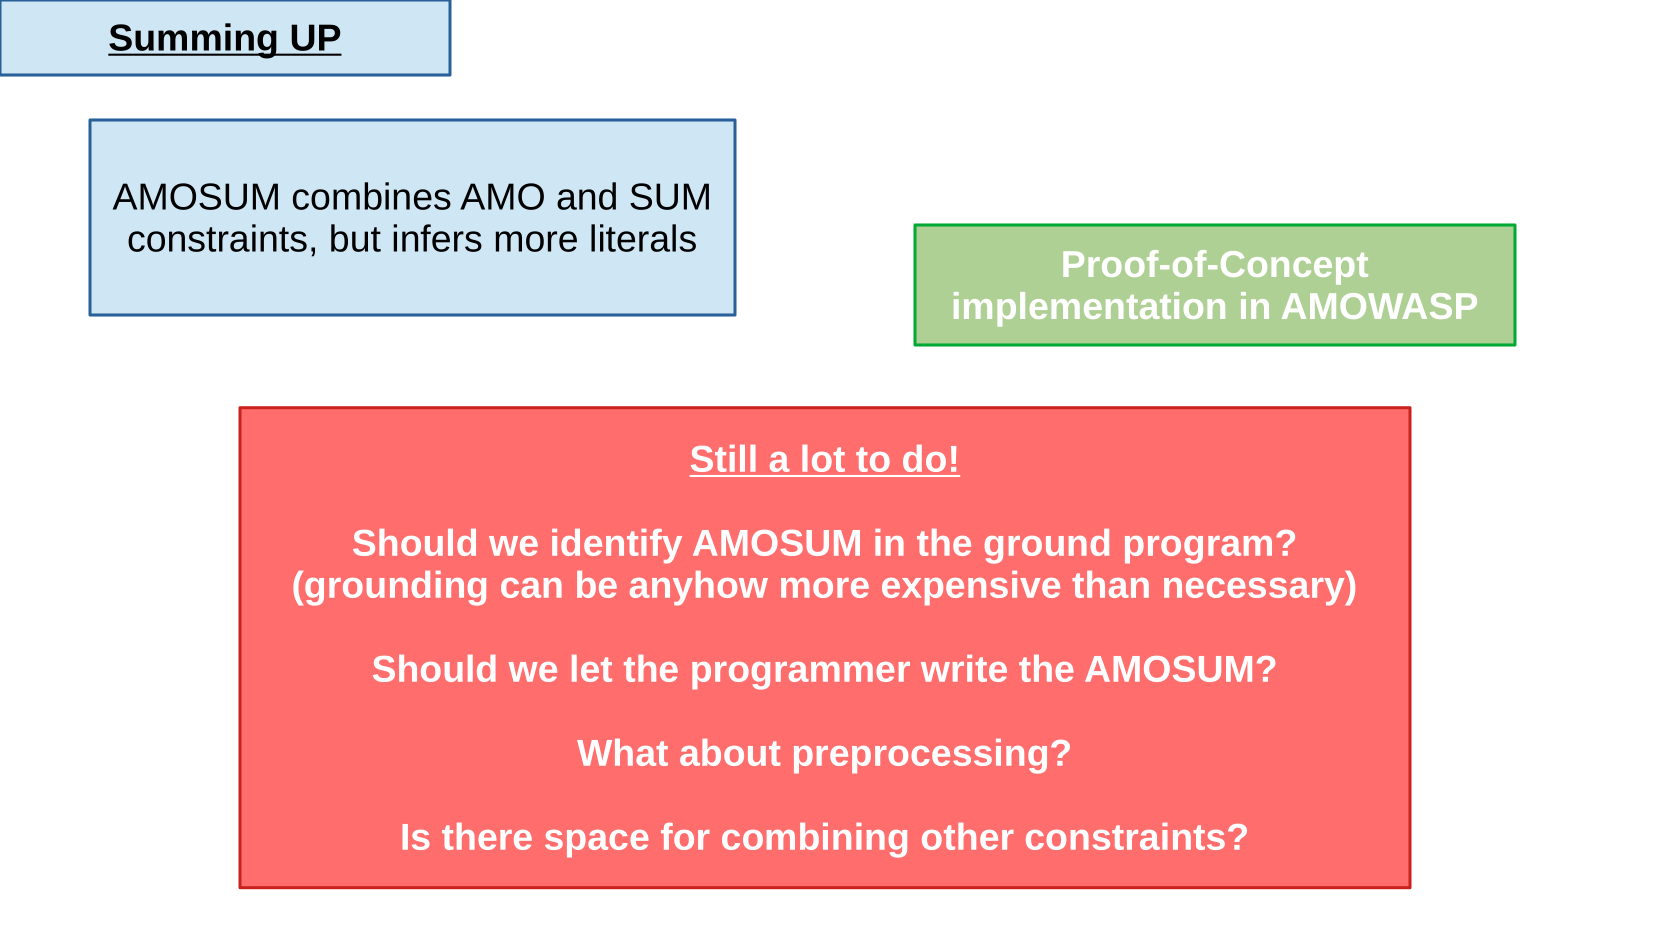 Summing UP
AMOSUM combines AMO and SUM
constraints, but infers more literals
Proof-of-Concept
implementation in AMOWASP
Still a lot to do!
Should we identify AMOSUM in the ground program?
(grounding can be anyhow more expensive than necessary)
Should we let the programmer write the AMOSUM?
What about preprocessing?
Is there space for combining other constraints?